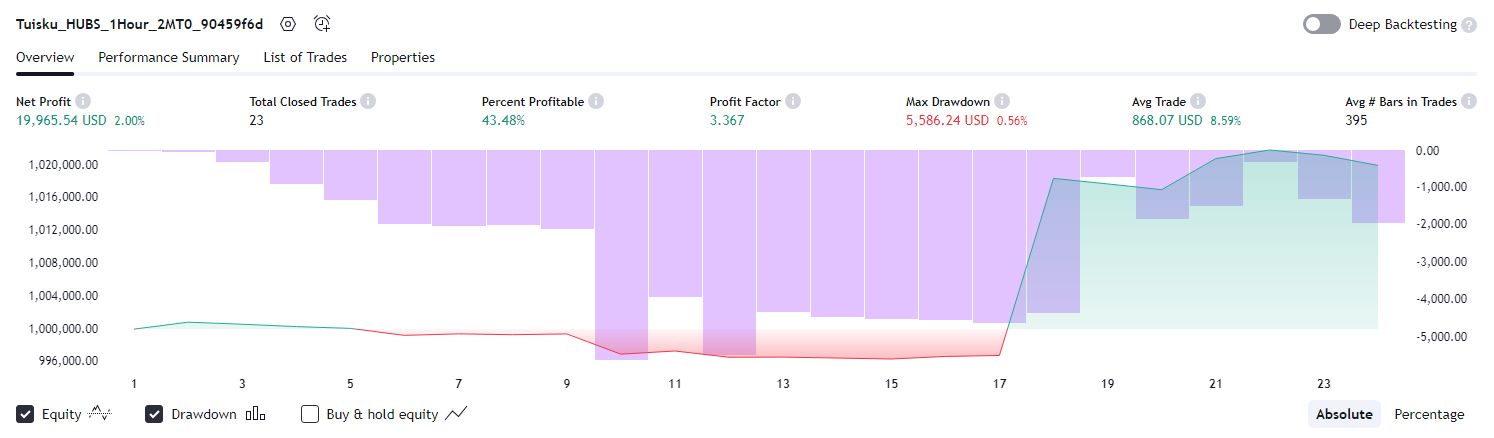 Tuisku_HUBS_1Hour_2MT0_90459f6d Deep Backtesting ?
Overview Performance Summary List of Trades Properties
Net Profit Total Closed Trades Percent Profitable Profit Factor Max Drawdown Avg Trade Avg # Bars in Trades
19,965.54 USD 2.00% 23 43.48% 3.367 5,586.24 USD 0.56% 868.07 USD 8.59% 395
1,020,000.00 0.00
1,016,000.00 -1,000.00
1,012,000.00 -2,000.00
1,008,000.00 -3,000.00
1,004,000.00 -4,000.00
1,000,000.00 -5,000.00
996,000.00
1 3 5 7 9 11 13 15 17 19 21 23
Equity Drawdown Buy & hold equity Absolute Percentage